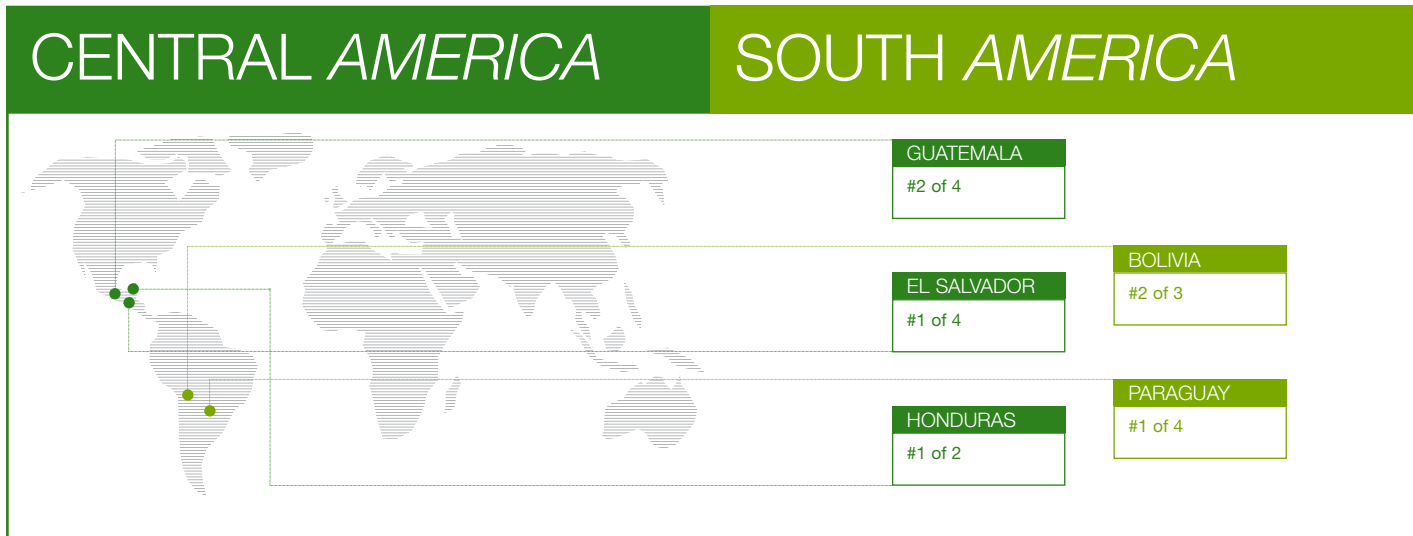 CENTRAL AMERICA
SOUTH AMERICA
GUATEMALA
#2 of 4
EL SALVADOR
#1 of 4
HONDURAS
#1 of 2
BOLIVIA
#2 of 3
PARAGUAY
#1 of 4